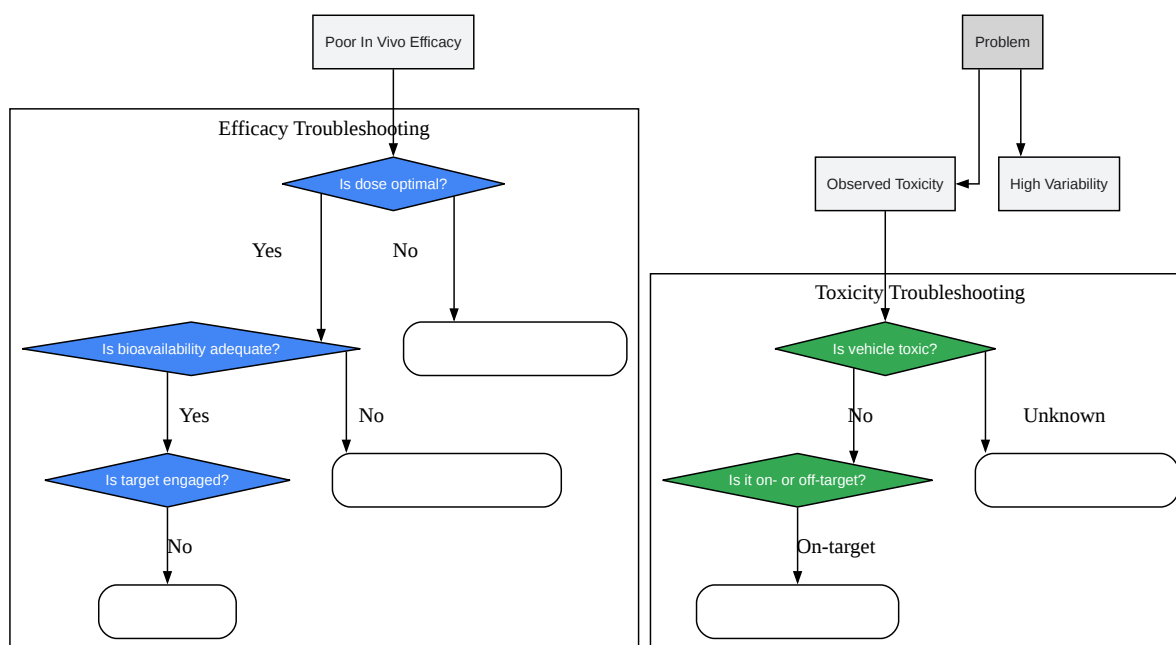 Poor In Vivo Efficacy
Problem
Efficacy Troubleshooting
Is dose optimal?
Observed Toxicity
High Variability
Yes
No
Toxicity Troubleshooting
Is bioavailability adequate?
Is vehicle toxic?
Yes
No
No
Unknown
Is target engaged?
Is it on- or off-target?
No
On-target